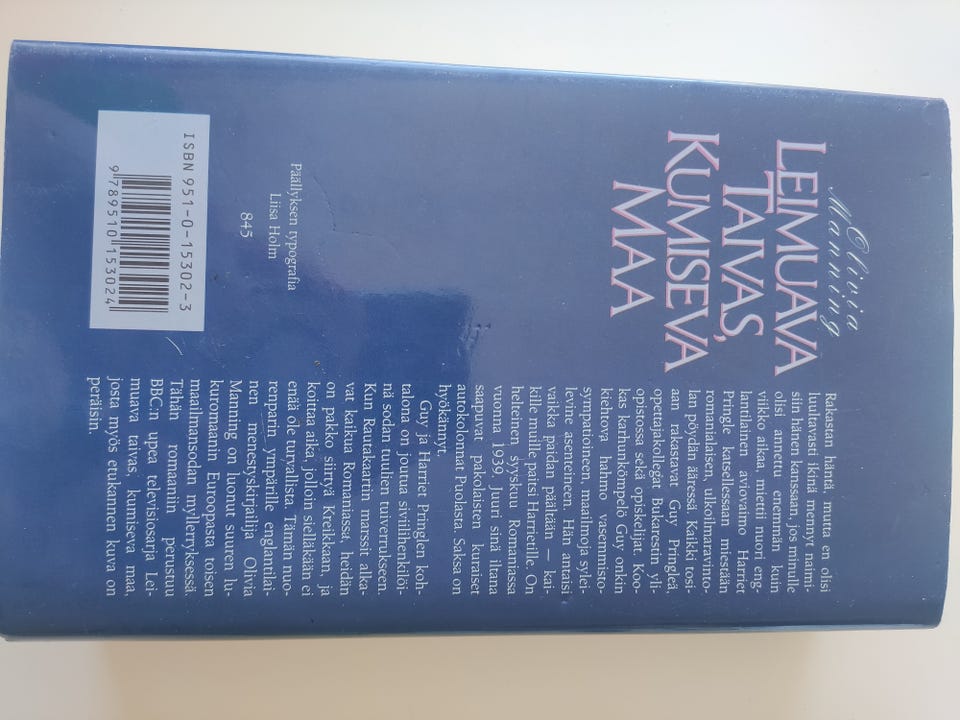 Olivia
Manning
LEIMUAVA
TAIVAS,
KUMISEVA
MAA
Rakastan häntä, mutta en olisi
luultavasti ikinä mennyt naimi-
siin hänen kanssaan, jos minulle
olisi annettu enemmän kuin
viikko aikaa, miettii nuori eng-
lantilainen aviovaimo Harriet
Pringle katsellessaan miestään
romanialaisen, ulkoilmaravinto-
lan pöydän ääressä. Kaikki tosi-
aan rakastavat Guy Pringleä,
opettajakollegat Bukarestin yli-
opistossa sekä opiskelijat. Koo-
kas karhunkömpelö Guy onkin
kiehtova hahmo vasemmisto-
sympatioineen, maailmoja sylei-
levine asenteineen. Hän antaisi
vaikka paidan päältään — kai-
kille muille patsi Harrietille. On
helteinen syyskuu Romaniassa
vuonna 1939. Juuri sinä iltana
saapuvat pakolaisten kuraiset
autokolonnat Puolasta. Saksa on
hyökännyt.
Guy ja Harriet Pringlen koh-
talona on joutua siviilihenkilöi-
nä sodan tuulien tuiverrukseen.
Kun Rautakaartin marssit alka-
vat kaikua Romaniassa, heidän
on pakko siirtyä Kreikkaan, ja
koittaa aika, jolloin sielläkään ei
enää ole turvallista. Tämän nuo-
renparin ympärille englantilai-
nen menestyskirjailija Olivia
Manning on luonut suuren lu-
kuromaanin Euroopasta toisen
maailmansodan myllerryksessä.
Tähän romaaniin perustuu
BBC:n upea televisiosarja Lei-
muava taivas, kumiseva maa,
josta myös etukannen kuva on
peräisin.
Päällyksen typografia
Liisa Holm
845
ISBN 951-0-15302-3
9 789510 153024